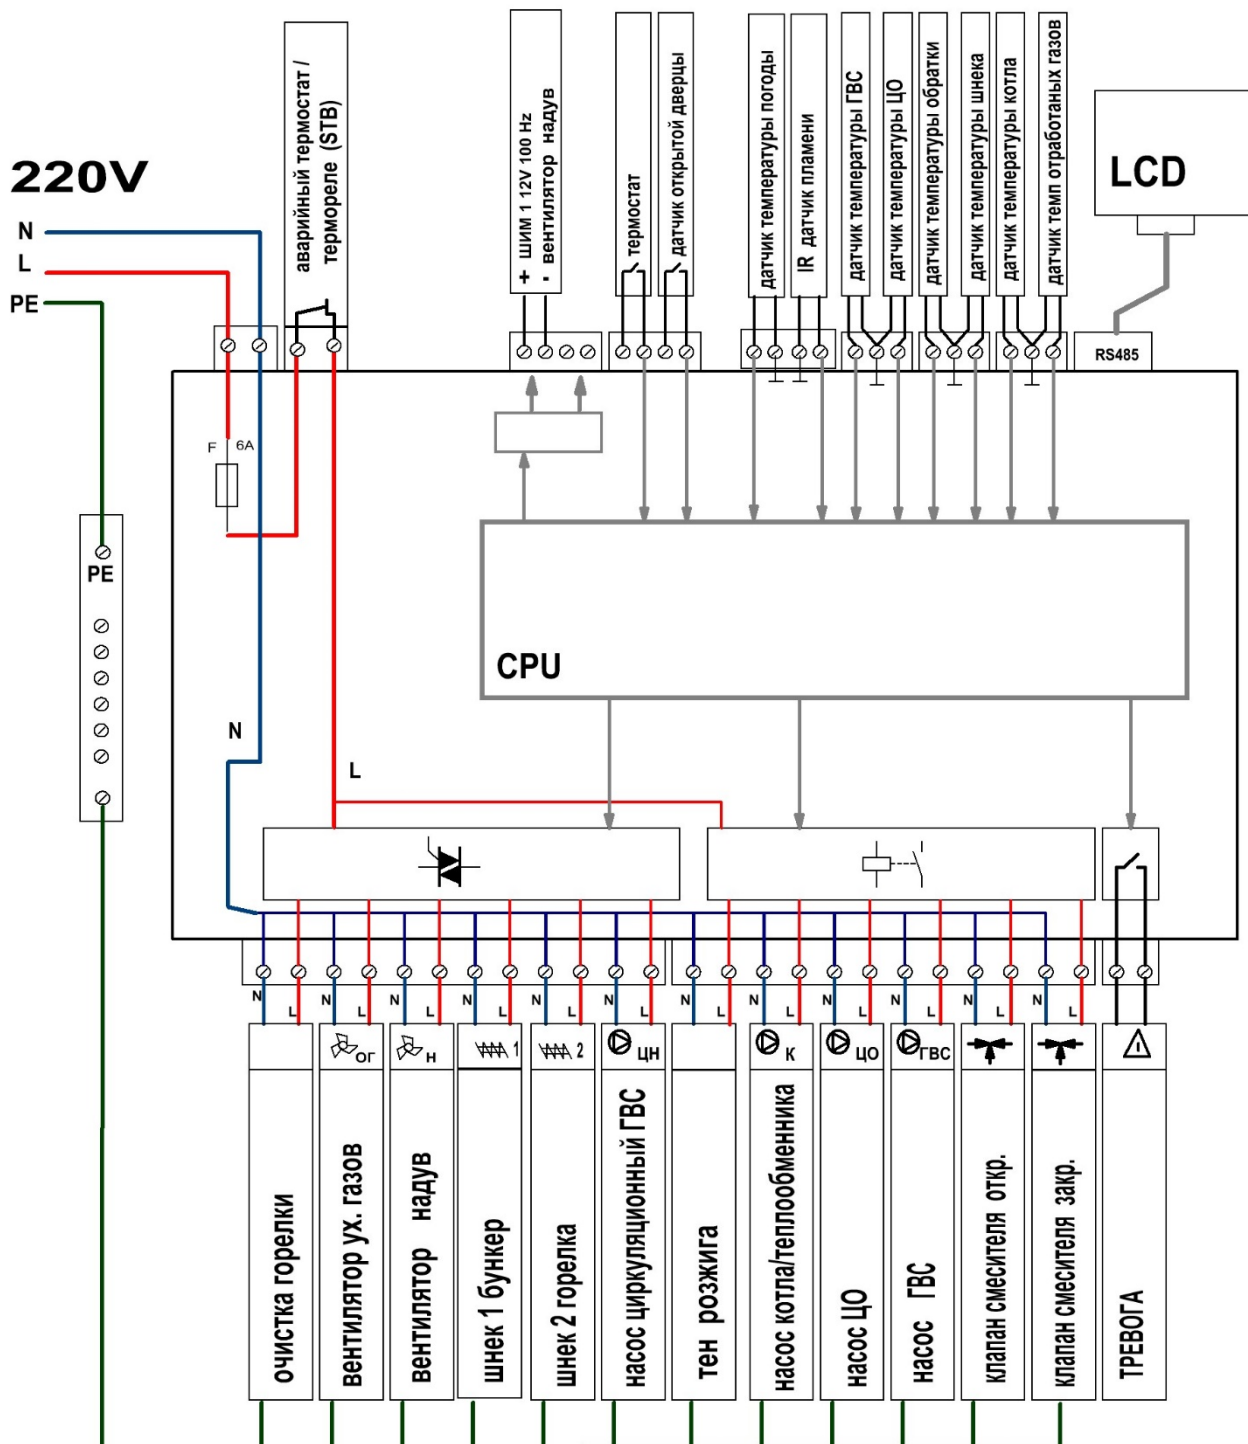 220V
N
L
PE
аварийный термостат /
термореле (STB)
+ ШИМ 1 12V 100 Hz
- вентилятор надув
термостат
датчик открытой дверцы
датчик температуры погоды
IR датчик пламени
датчик температуры ГВС
датчик температуры ЦО
датчик температуры обратки
датчик температуры шнека
датчик температуры котла
датчик темп отработаных газов
LCD
RS485
F 6A
PE
CPU
N
L
N L N L N L N L N L N L N L N L N L N L N L N L
ОГ
Н
1
2
ЦН
К
ЦО
ГВС
очистка горелки
вентилятор ух. газов
вентилятор надув
шнек 1 бункер
шнек 2 горелка
насос циркуляционный ГВС
тен розжига
насос котла/теплообменника
насос ЦО
насос ГВС
клапан смесителя откр.
клапан смесителя закр.
ТРЕВОГА